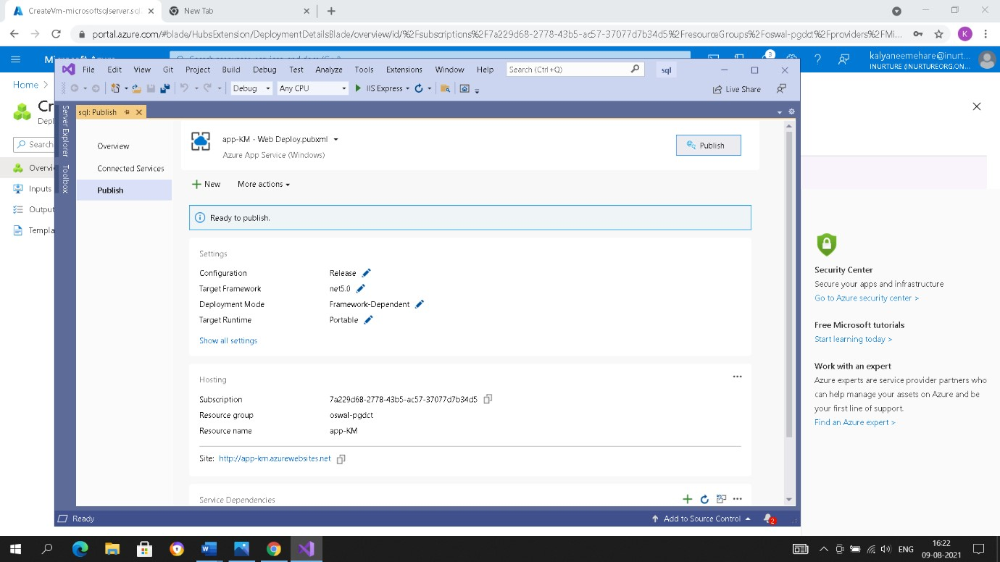 CreateVm-microsoftsqlserver.sql
New Tab
portal.azure.com/#blade/HubsExtension/DeploymentDetailsBlade/overview/id/%2Fsubscriptions%2F7a229d68-2778-43b5-ac57-37077d7b34d5%2FresourceGroups%2Foswal-pgdct%2Fproviders%2FMi...
K
3
kalyaneemehare@inurt...
INURTURE (INURTUREORG.ON...
File Edit View Git Project Build Debug Test Analyze Tools Extensions Window Help Search (Ctrl+Q) sql
Home >
Debug Any CPU IIS Express Live Share
Cr
Depl
Search
Overvi
Inputs
Output
Templa
Server Explorer
Toolbox
sql: Publish
Overview
Connected Services
Publish
app-KM - Web Deploy.pubxml
Azure App Service (Windows)
Publish
New More actions
Ready to publish.
Settings
Configuration Release
Target Framework net5.0
Deployment Mode Framework-Dependent
Target Runtime Portable
Show all settings
Hosting
Subscription 7a229d68-2778-43b5-ac57-37077d7b34d5
Resource group oswal-pgdct
Resource name app-KM
Site: http://app-km.azurewebsites.net
Service Dependencies
Ready
Add to Source Control
2
Security Center
Secure your apps and infrastructure
Go to Azure security center >
Free Microsoft tutorials
Start learning today >
Work with an expert
Azure experts are service provider partners who
can help manage your assets on Azure and be
your first line of support.
Find an Azure expert >
ENG
16:22
09-08-2021